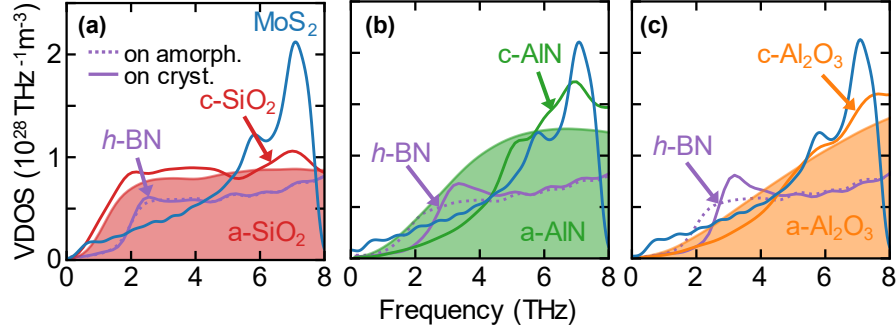 (a)
MoS2
on amorph.
on cryst.
c-SiO2
h-BN
a-SiO2
VDOS (10^28 THz^-1m^-3)
2
1
0
0 2 4 6 8
(b)
c-AlN
h-BN
a-AlN
0 2 4 6 8
Frequency (THz)
(c)
c-Al2O3
h-BN
a-Al2O3
0 2 4 6 8